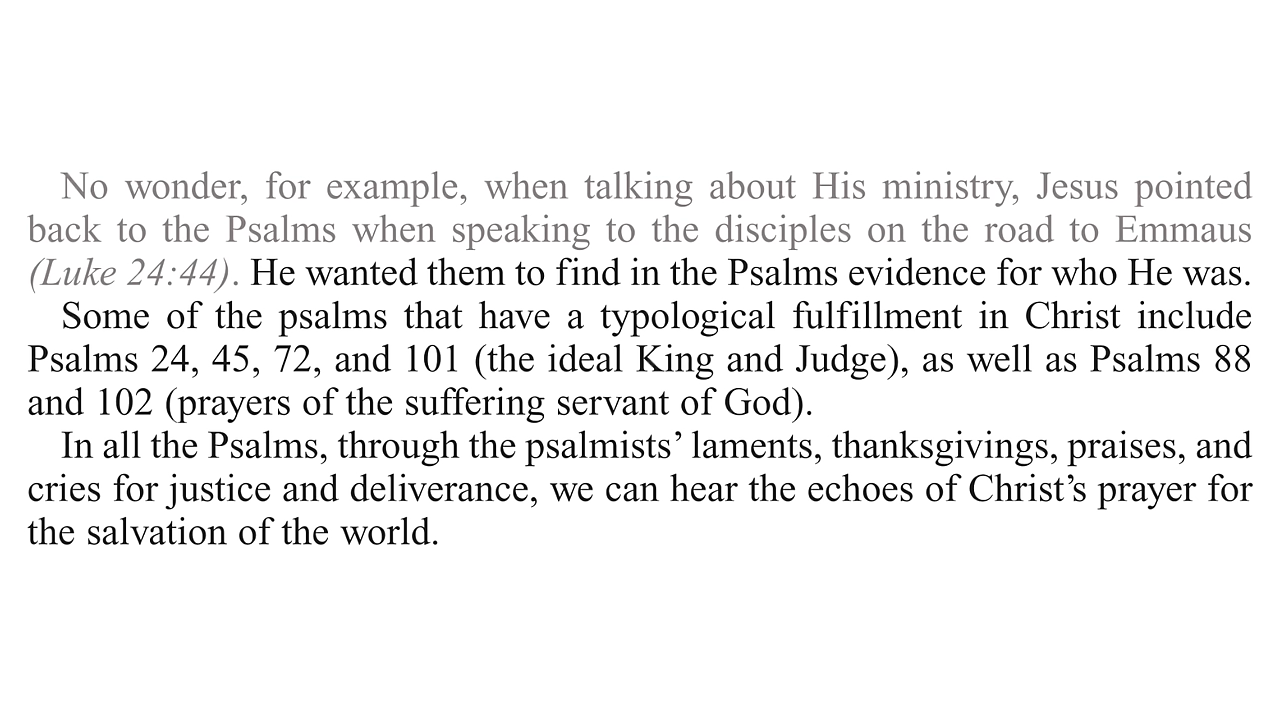 No wonder, for example, when talking about His ministry, Jesus pointed
back to the Psalms when speaking to the disciples on the road to Emmaus
(Luke 24:44). He wanted them to find in the Psalms evidence for who He was.
Some of the psalms that have a typological fulfillment in Christ include
Psalms 24, 45, 72, and 101 (the ideal King and Judge), as well as Psalms 88
and 102 (prayers of the suffering servant of God).
In all the Psalms, through the psalmists’ laments, thanksgivings, praises, and
cries for justice and deliverance, we can hear the echoes of Christ’s prayer for
the salvation of the world.